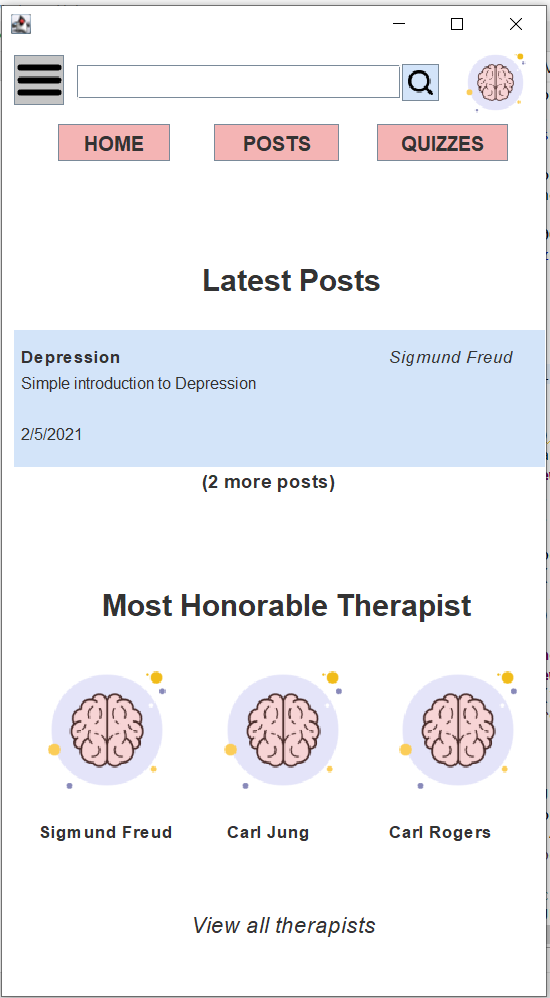 HOME POSTS QUIZZES
Latest Posts
Depression Sigmund Freud
Simple introduction to Depression
2/5/2021
(2 more posts)
Most Honorable Therapist
Sigmund Freud Carl Jung Carl Rogers
View all therapists